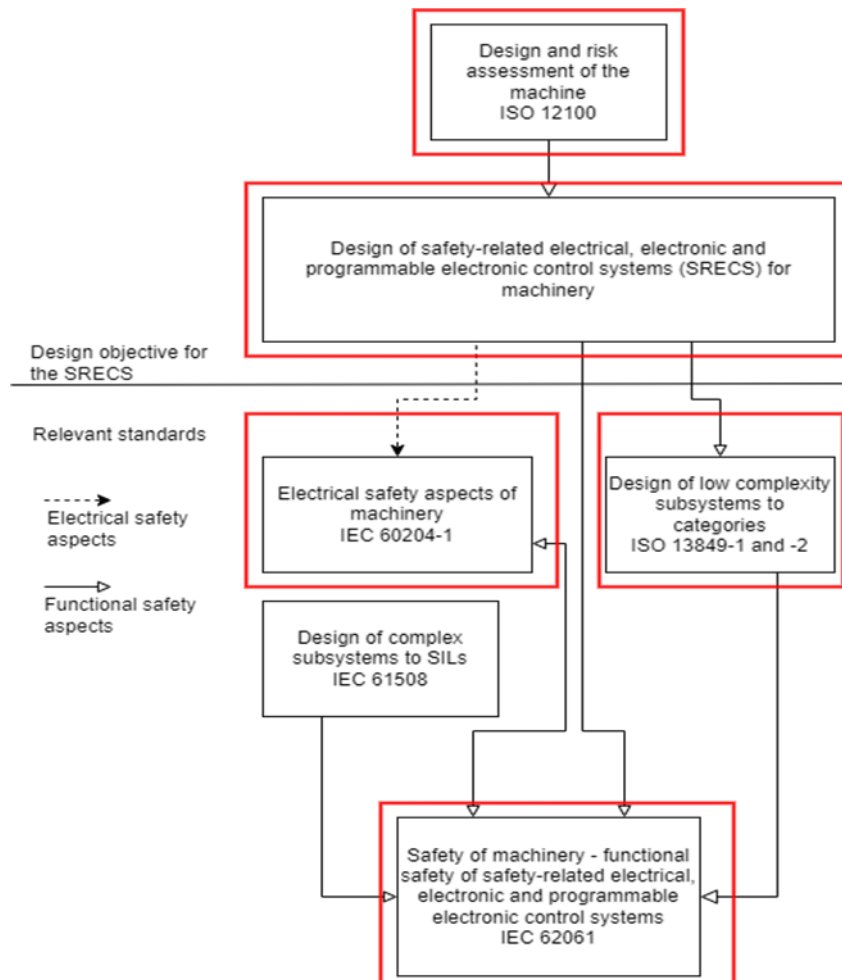 Design and risk
assessment of the
machine
ISO 12100
Design of safety-related electrical, electronic and
programmable electronic control systems (SRECS) for
machinery
Design objective for
the SRECS
Relevant standards
Electrical safety
aspects
Functional safety
aspects
Electrical safety aspects of
machinery
IEC 60204-1
Design of low complexity
subsystems to
categories
ISO 13849-1 and -2
Design of complex
subsystems to SILs
IEC 61508
Safety of machinery - functional
safety of safety-related electrical,
electronic and programmable
electronic control systems
IEC 62061